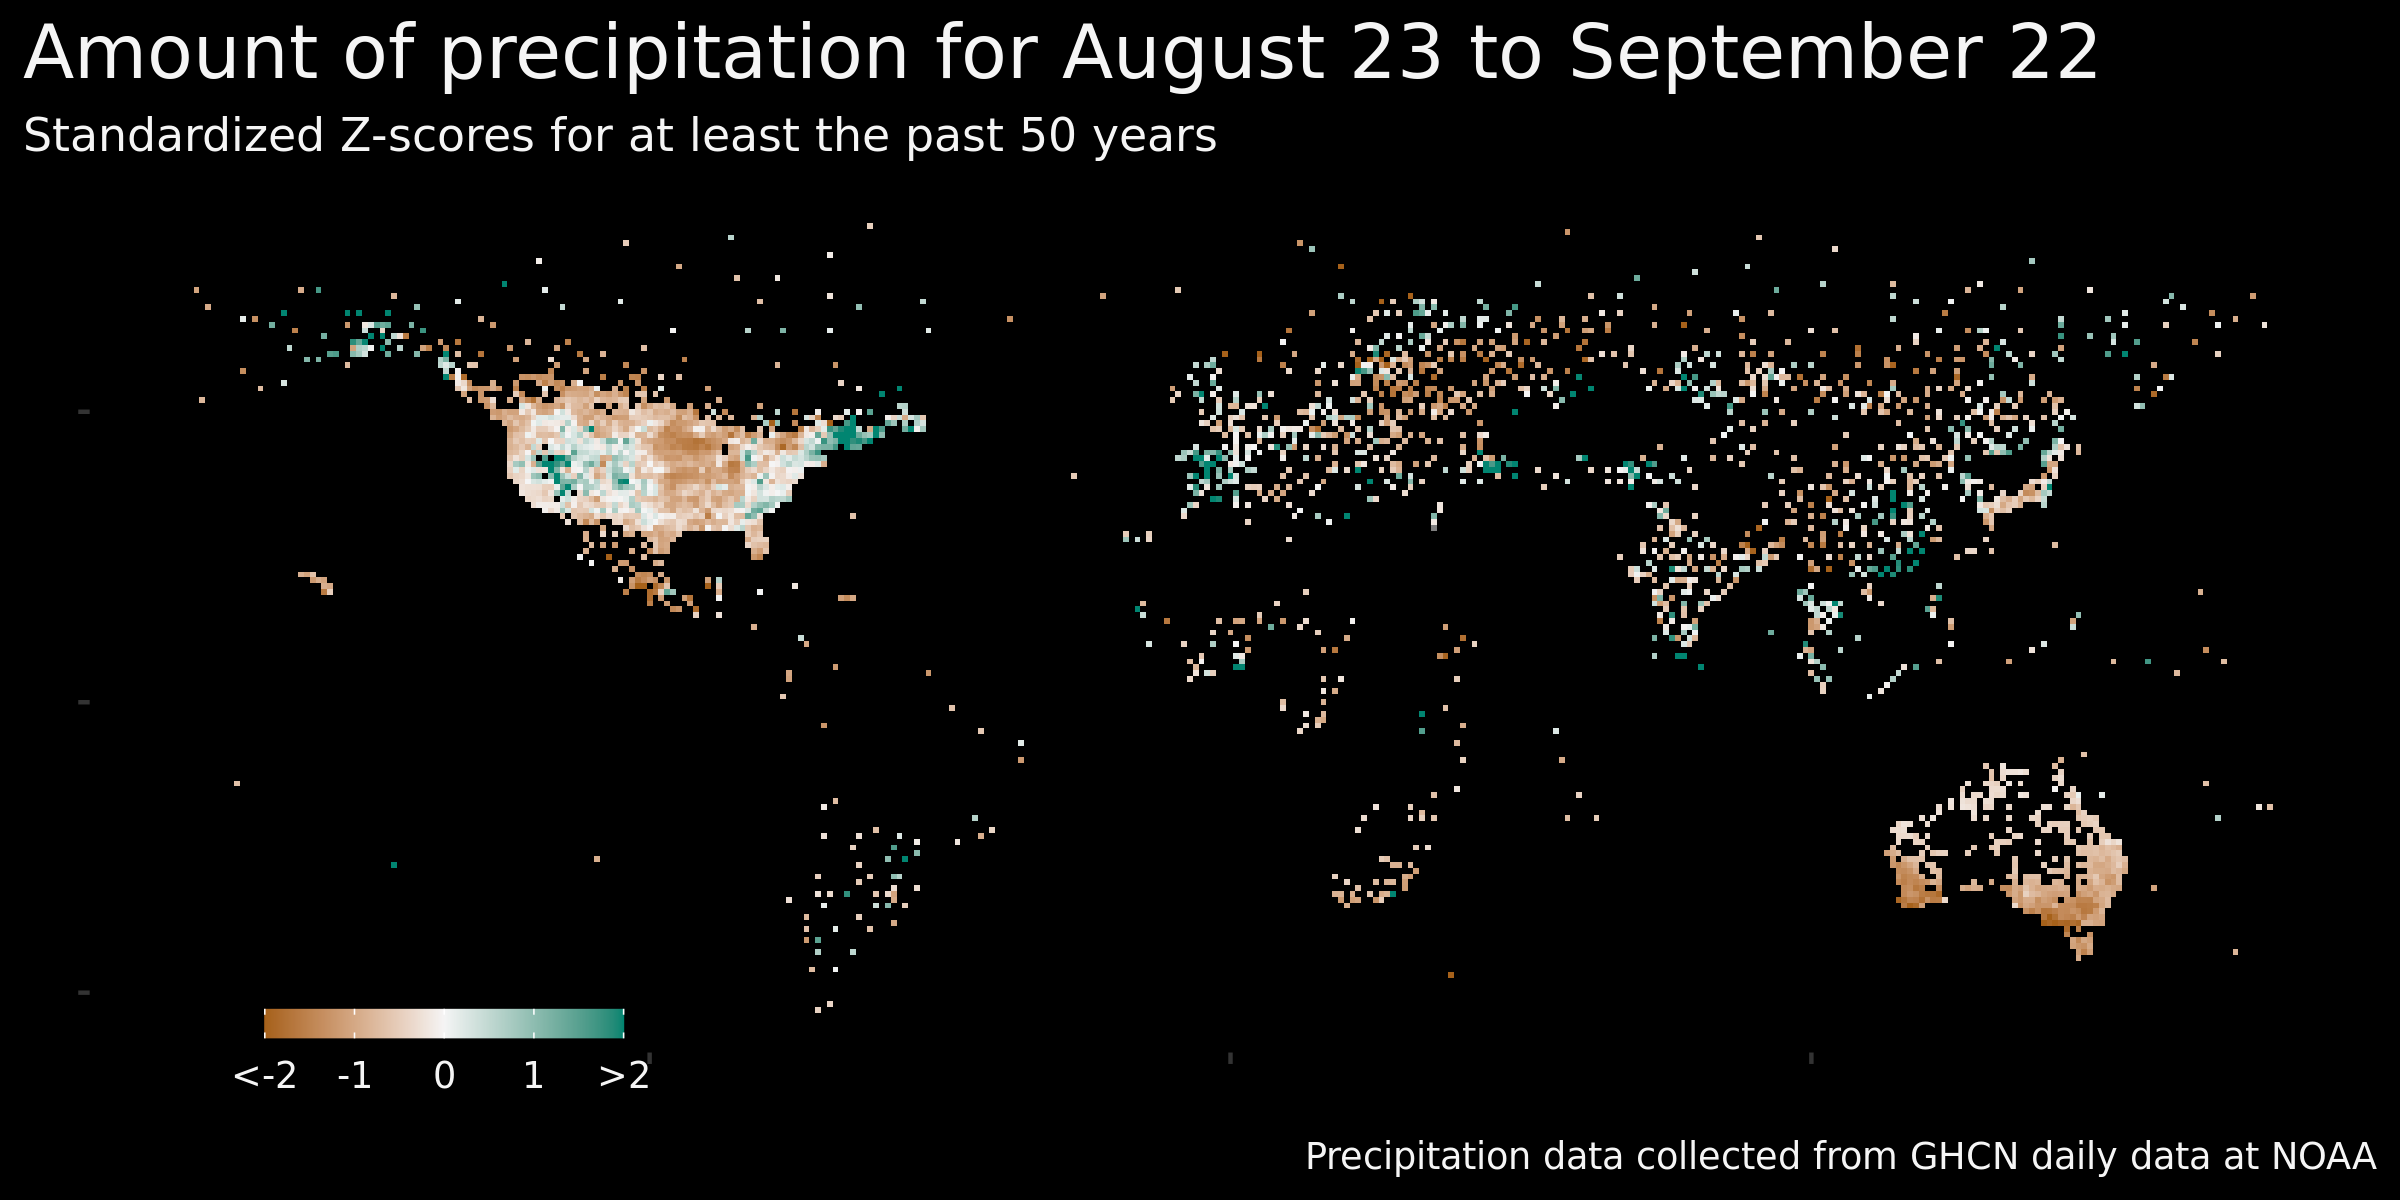 Amount of precipitation for August 23 to September 22
Standardized Z-scores for at least the past 50 years
<-2 -1 0 1 >2
Precipitation data collected from GHCN daily data at NOAA